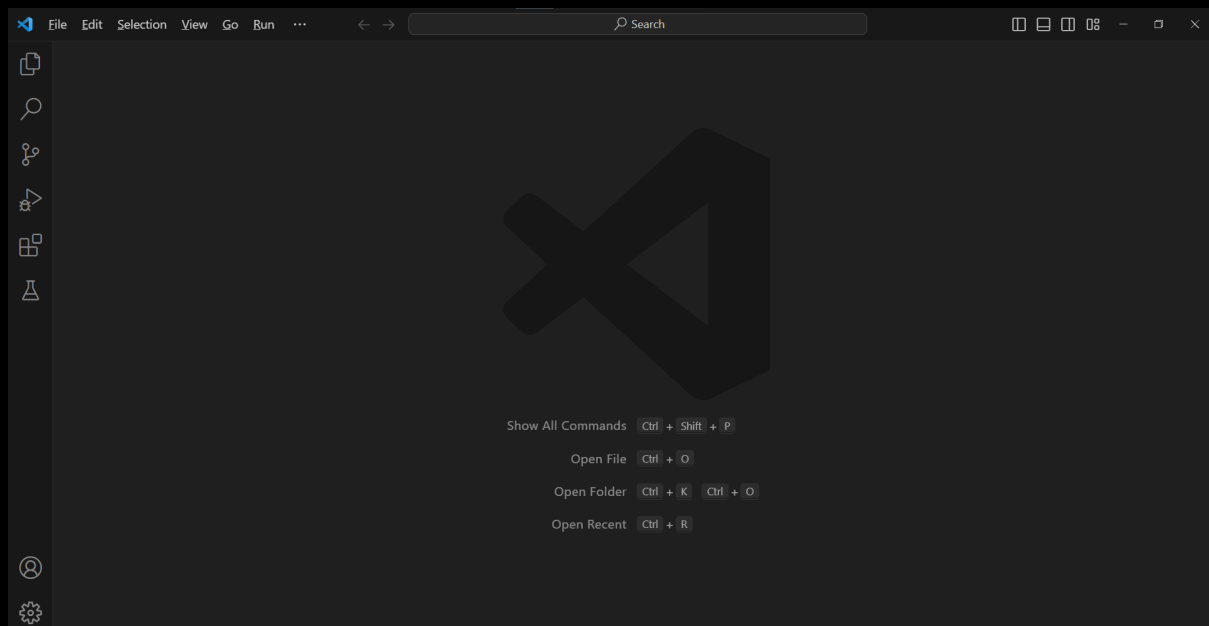 File Edit Selection View Go Run ··· Search
Show All Commands Ctrl + Shift + P
Open File Ctrl + O
Open Folder Ctrl + K Ctrl + O
Open Recent Ctrl + R